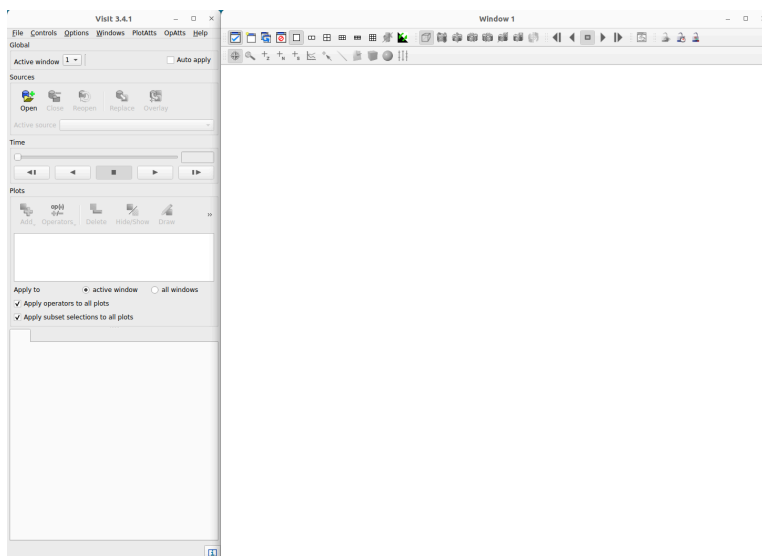 VisIt 3.4.1
File Controls Options Windows PlotAtts OpAtts Help
Global
Active window 1 Auto apply
Sources
Open Close Reopen Replace Overlay
Active source
Time
Plots
op(◊)
+/−
Add Operators Delete Hide/Show Draw
»
Apply to active window all windows
Apply operators to all plots
Apply subset selections to all plots
Window 1